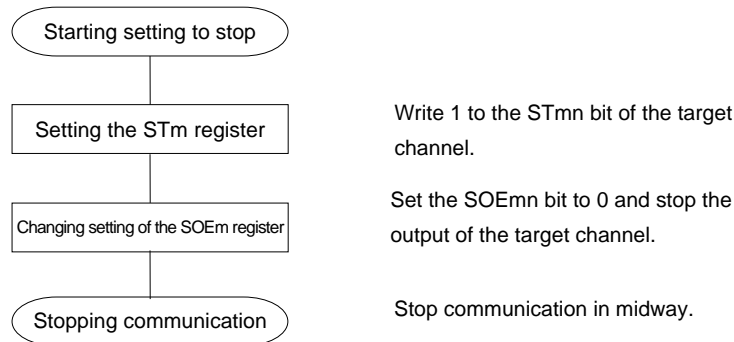 Starting setting to stop
Setting the STm register
Write 1 to the STmn bit of the target
channel.
Changing setting of the SOEm register
Set the SOEmn bit to 0 and stop the
output of the target channel.
Stopping communication
Stop communication in midway.